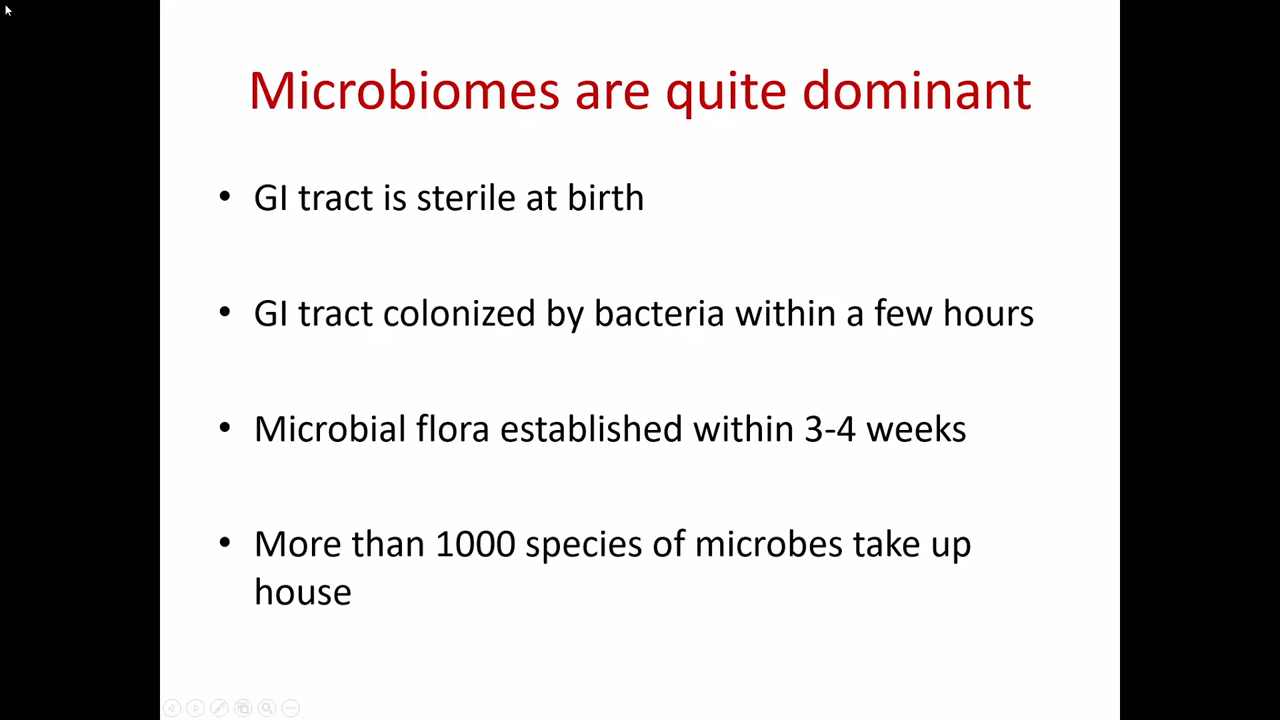 Microbiomes are quite dominant
• GI tract is sterile at birth
• GI tract colonized by bacteria within a few hours
• Microbial flora established within 3-4 weeks
• More than 1000 species of microbes take up
house